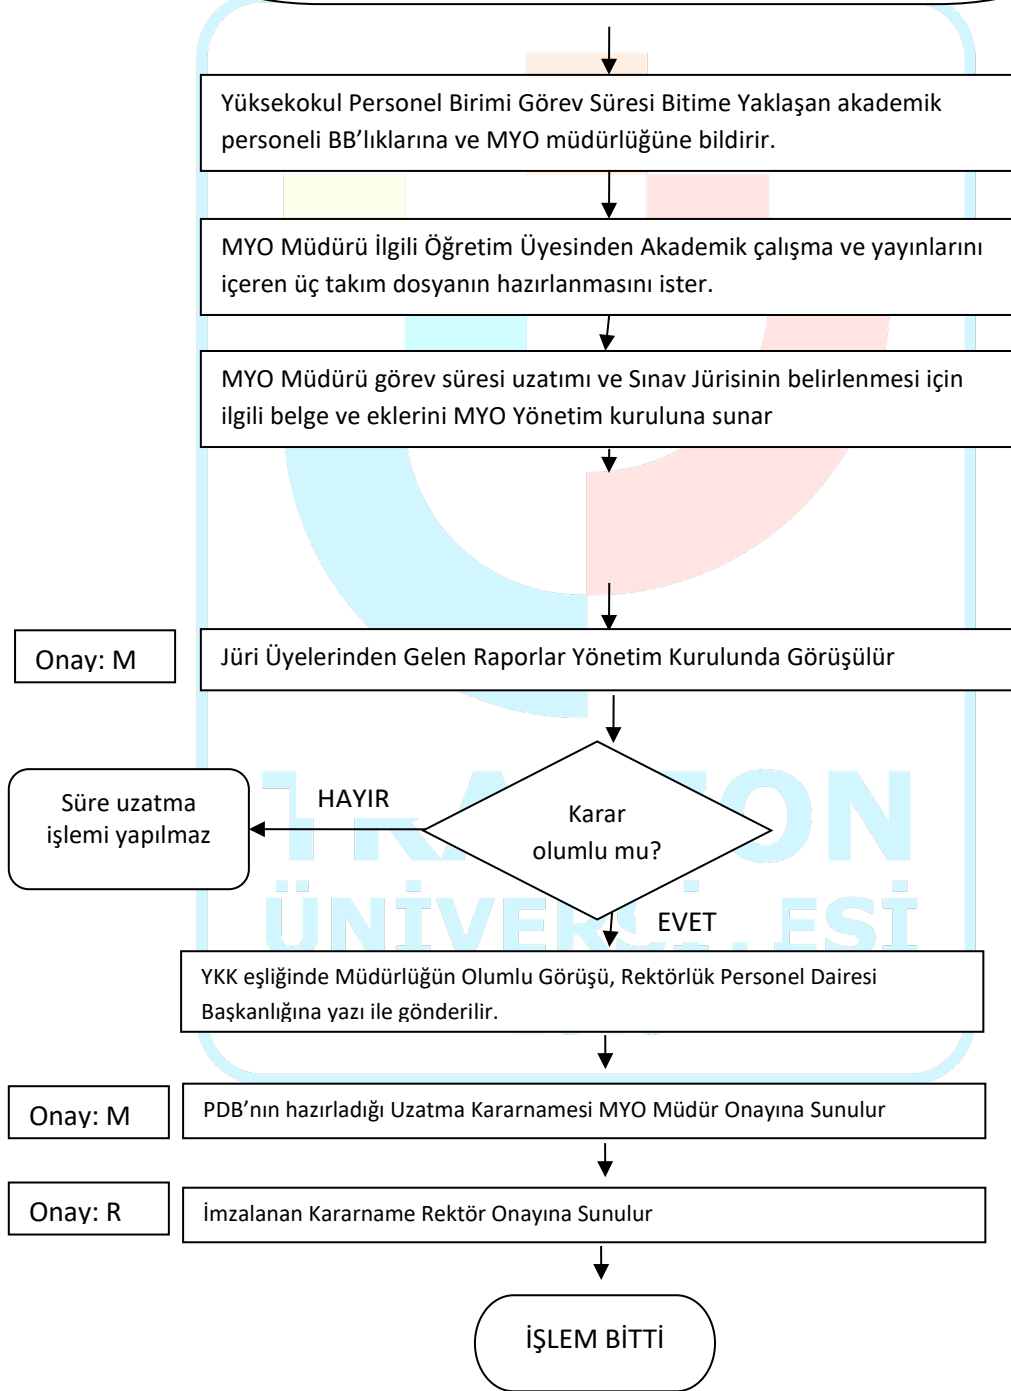 Yüksekokul Personel Birimi Görev Süresi Bitime Yaklaşan akademik
personeli BB’lıklarına ve MYO müdürlüğüne bildirir.
MYO Müdürü İlgili Öğretim Üyesinden Akademik çalışma ve yayınlarını
içeren üç takım dosyanın hazırlanmasını ister.
MYO Müdürü görev süresi uzatımı ve Sınav Jürisinin belirlenmesi için
ilgili belge ve eklerini MYO Yönetim kuruluna sunar
Onay: M
Jüri Üyelerinden Gelen Raporlar Yönetim Kurulunda Görüşülür
Süre uzatma
işlemi yapılmaz
HAYIR
Karar
olumlu mu?
EVET
YKK eşliğinde Müdürlüğün Olumlu Görüşü, Rektörlük Personel Dairesi
Başkanlığına yazı ile gönderilir.
Onay: M
PDB’nın hazırladığı Uzatma Kararnamesi MYO Müdür Onayına Sunulur
Onay: R
İmzalanan Kararname Rektör Onayına Sunulur
İŞLEM BİTTİ